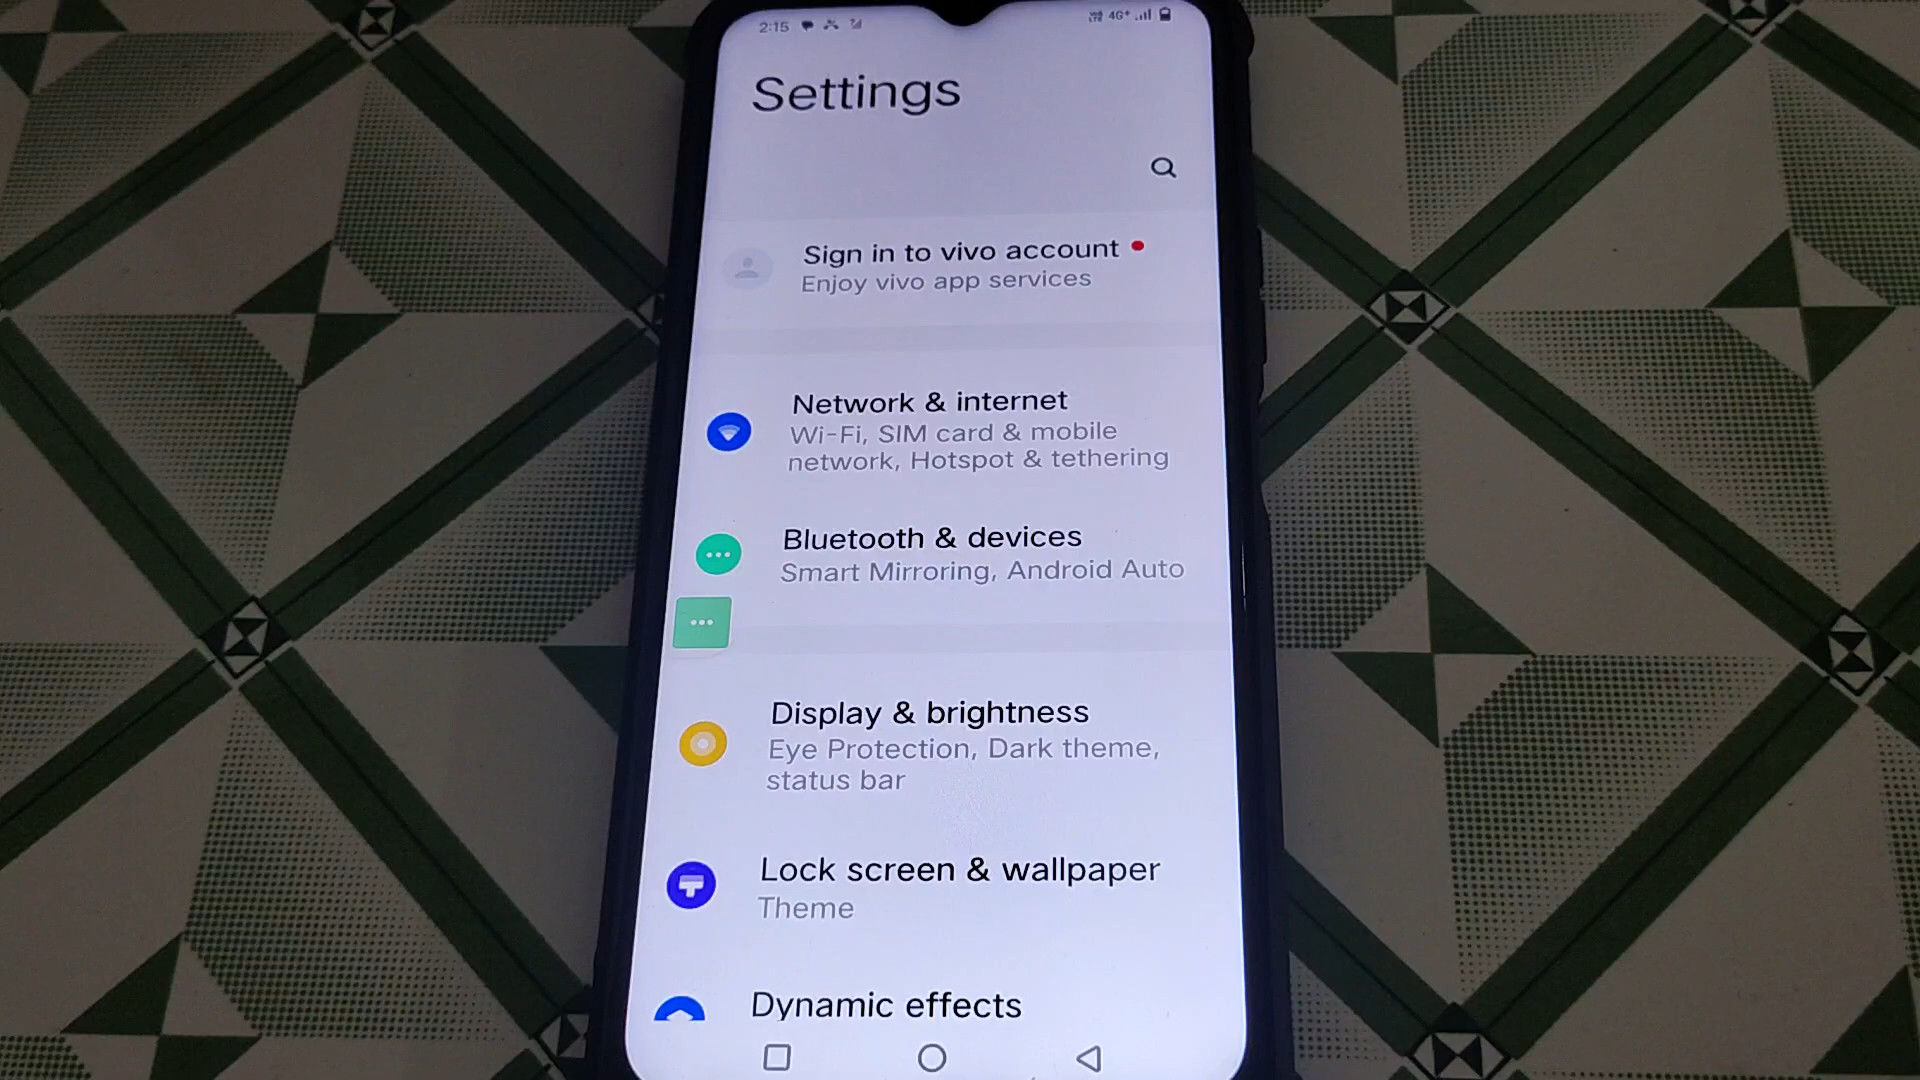 2:15 4G+
Settings
Sign in to vivo account
Enjoy vivo app services
Network & internet
Wi-Fi, SIM card & mobile
network, Hotspot & tethering
Bluetooth & devices
Smart Mirroring, Android Auto
Display & brightness
Eye Protection, Dark theme,
status bar
Lock screen & wallpaper
Theme
Dynamic effects